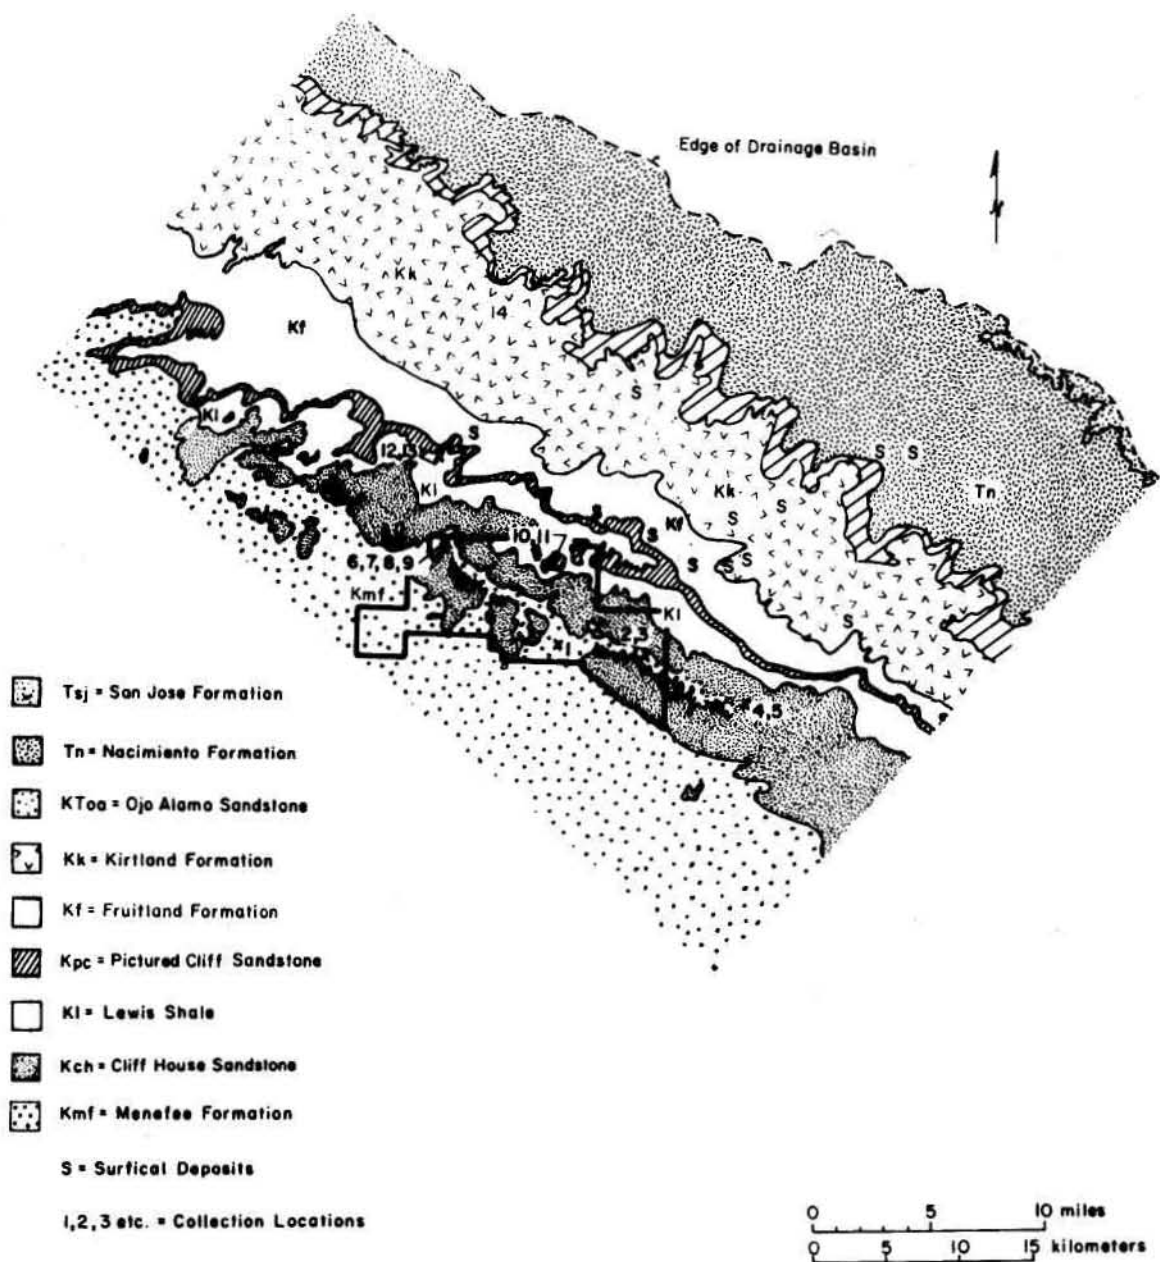 Edge of Drainage Basin
N
Kk
14
Kf
S
S
S
Tn
Kl
S
12,13
Kl
Kk
S
S
S
Kf
S
S
10,11
S
S
S
6,7,8,9
Kmf
Kl
S
1,2,3
x1
4,5
Tsj = San Jose Formation
Tn = Nacimiento Formation
KToa = Ojo Alamo Sandstone
Kk = Kirtland Formation
Kf = Fruitland Formation
Kpc = Pictured Cliff Sandstone
Kl = Lewis Shale
Kch = Cliff House Sandstone
Kmf = Menefee Formation
S = Surfical Deposits
1,2,3 etc. = Collection Locations
0 5 10 miles
0 5 10 15 kilometers